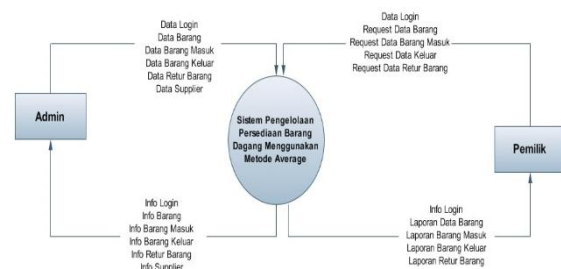 Data Login
Data Barang
Data Barang Masuk
Data Barang Keluar
Data Retur Barang
Data Supplier
Data Login
Request Data Barang
Request Data Barang Masuk
Request Data Keluar
Request Data Retur Barang
Admin
Sistem Pengelolaan
Persediaan Barang
Dagang Menggunakan
Metode Average
Pemilik
Info Login
Info Barang
Info Barang Masuk
Info Barang Keluar
Info Retur Barang
Info Supplier
Info Login
Laporan Data Barang
Laporan Barang Masuk
Laporan Barang Keluar
Laporan Retur Barang